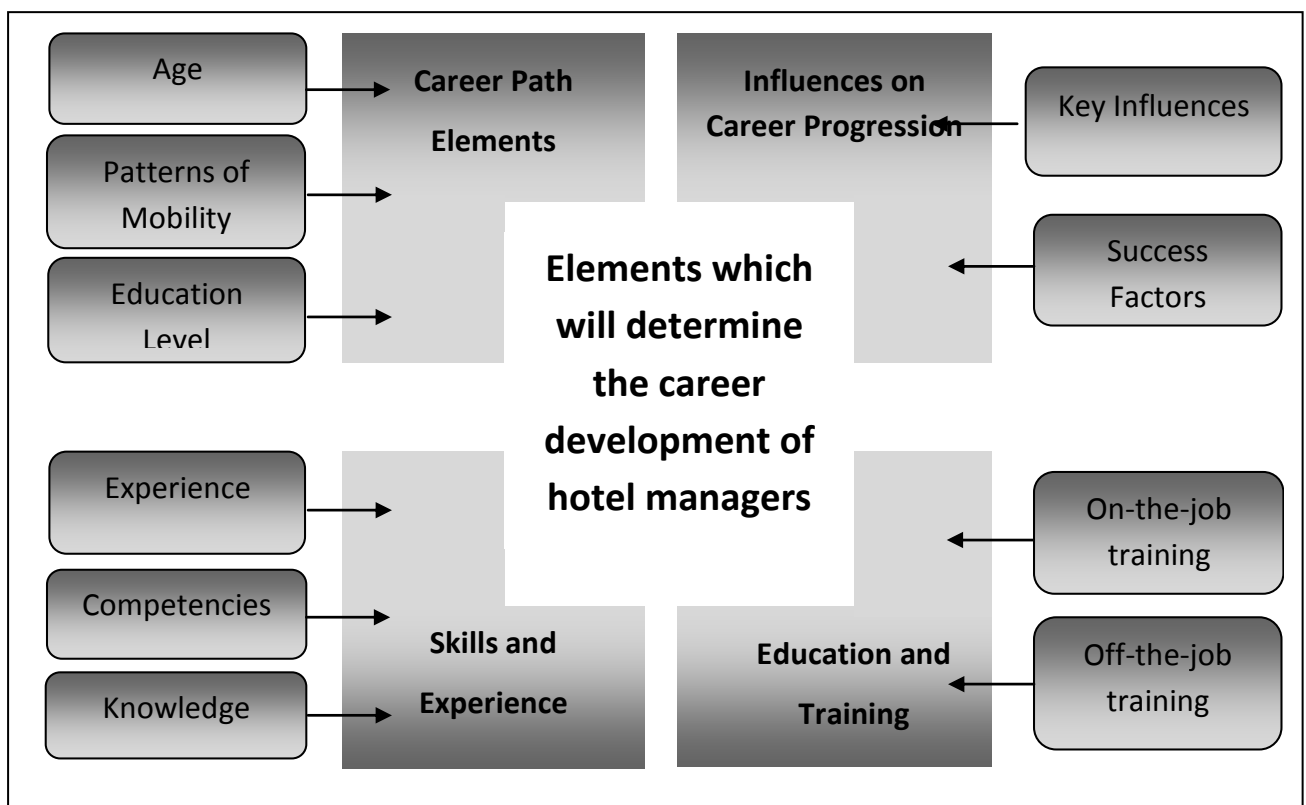 Age
Patterns of
Mobility
Education
Level
Career Path
Elements
Influences on
Career Progression
Key Influences
Success
Factors
Elements which
will determine
the career
development of
hotel managers
Experience
Competencies
Knowledge
Skills and
Experience
Education and
Training
On-the-job
training
Off-the-job
training